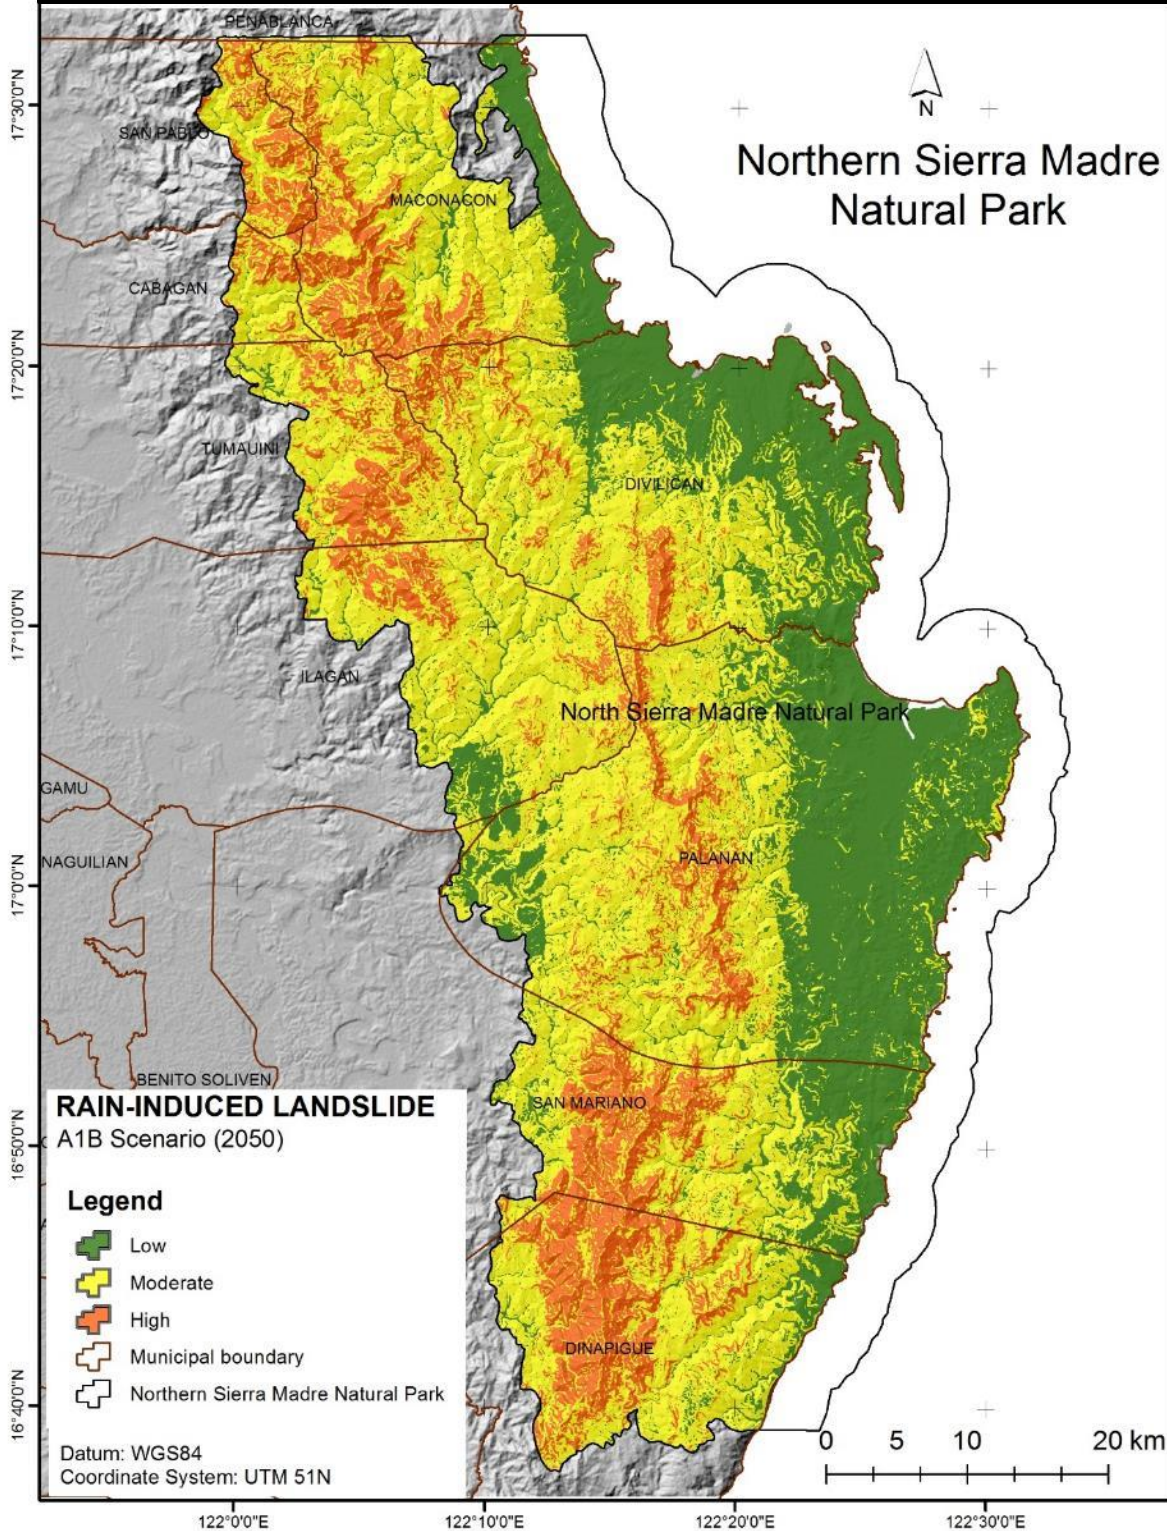 PEÑABLANCA
N
Northern Sierra Madre
Natural Park
SAN PABLO
MACONACON
CABAGAN
TUMAUINI
DIVILICAN
ILAGAN
North Sierra Madre Natural Park
GAMU
NAGUILIAN
PALANAN
BENITO SOLIVEN
SAN MARIANO
DINAPIGUE
RAIN-INDUCED LANDSLIDE
A1B Scenario (2050)
Legend
Low
Moderate
High
Municipal boundary
Northern Sierra Madre Natural Park
Datum: WGS84
Coordinate System: UTM 51N
0 5 10 20 km
17°30'0"N
17°20'0"N
17°10'0"N
17°0'0"N
16°50'0"N
16°40'0"N
122°0'0"E 122°10'0"E 122°20'0"E 122°30'0"E